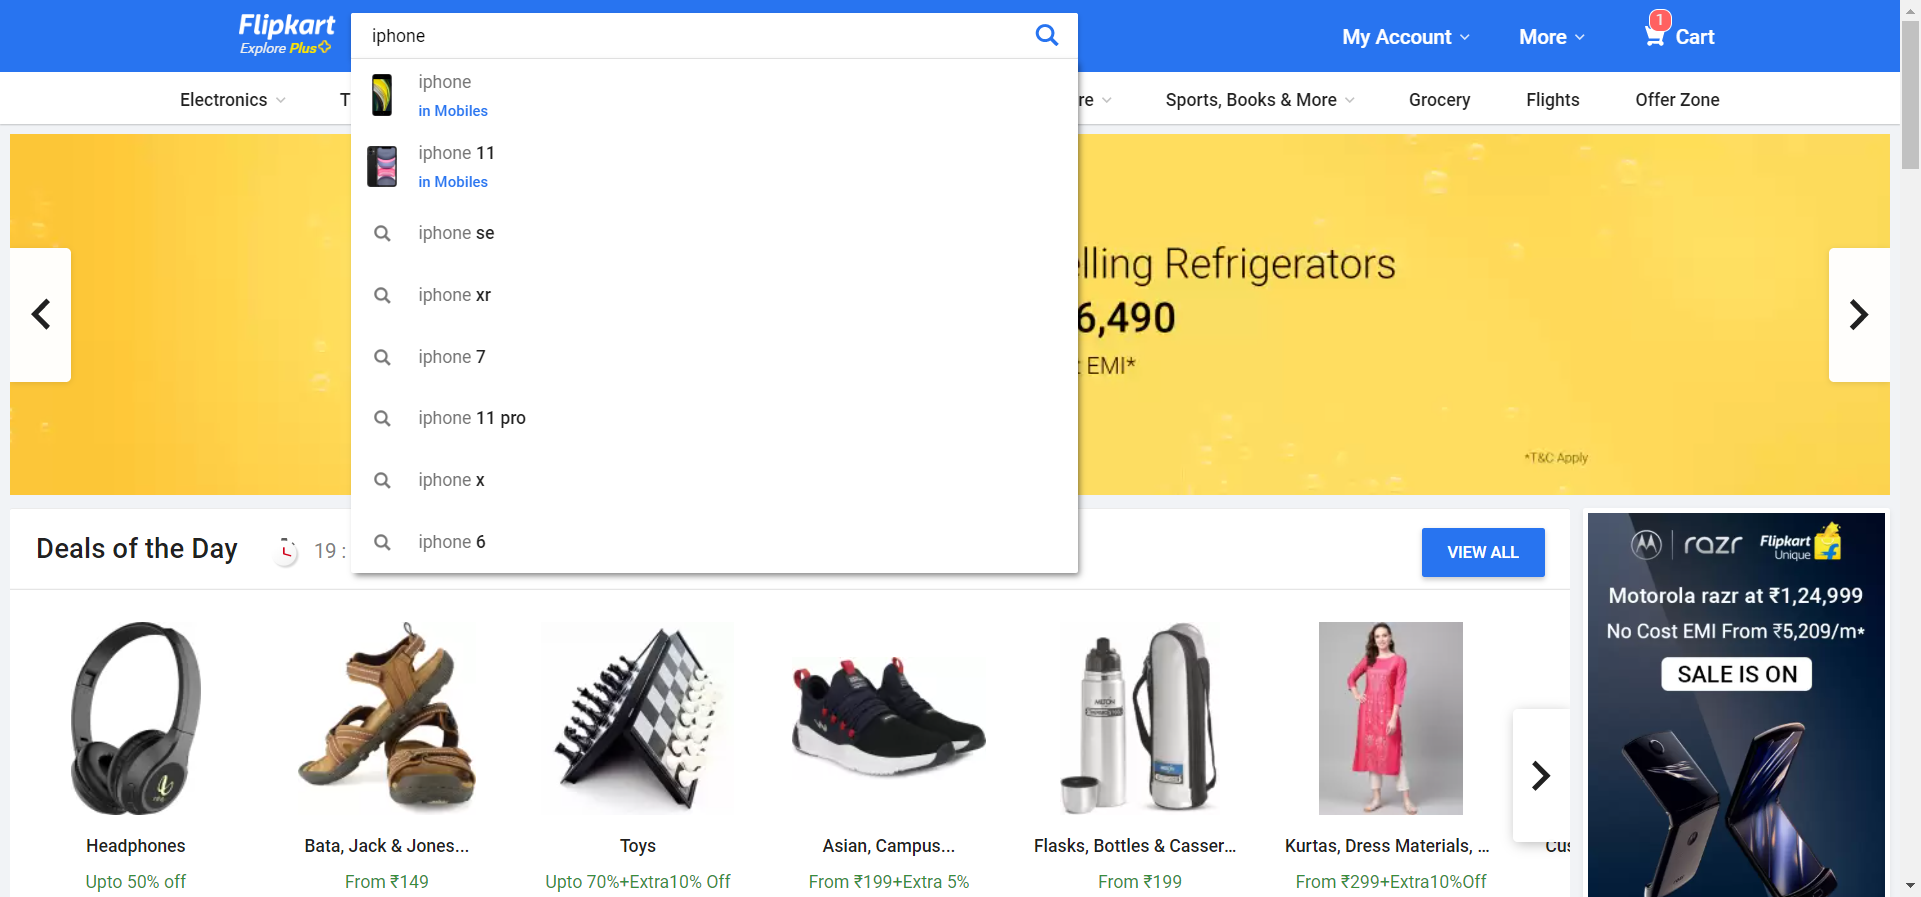 Flipkart
Explore Plus
iphone
My Account
More
1
Cart
Electronics
T
re
Sports, Books & More
Grocery
Flights
Offer Zone
iphone
in Mobiles
iphone 11
in Mobiles
iphone se
iphone xr
iphone 7
iphone 11 pro
iphone x
iphone 6
lling Refrigerators
6,490
EMI*
*T&C Apply
Deals of the Day
19 :
VIEW ALL
Headphones
Upto 50% off
Bata, Jack & Jones...
From ₹149
Toys
Upto 70%+Extra10% Off
Asian, Campus...
From ₹199+Extra 5%
Flasks, Bottles & Casser...
From ₹199
Kurtas, Dress Materials, ...
From ₹299+Extra10%Off
Cus
MILTON
razr
Flipkart
Unique
Motorola razr at ₹1,24,999
No Cost EMI From ₹5,209/m*
SALE IS ON